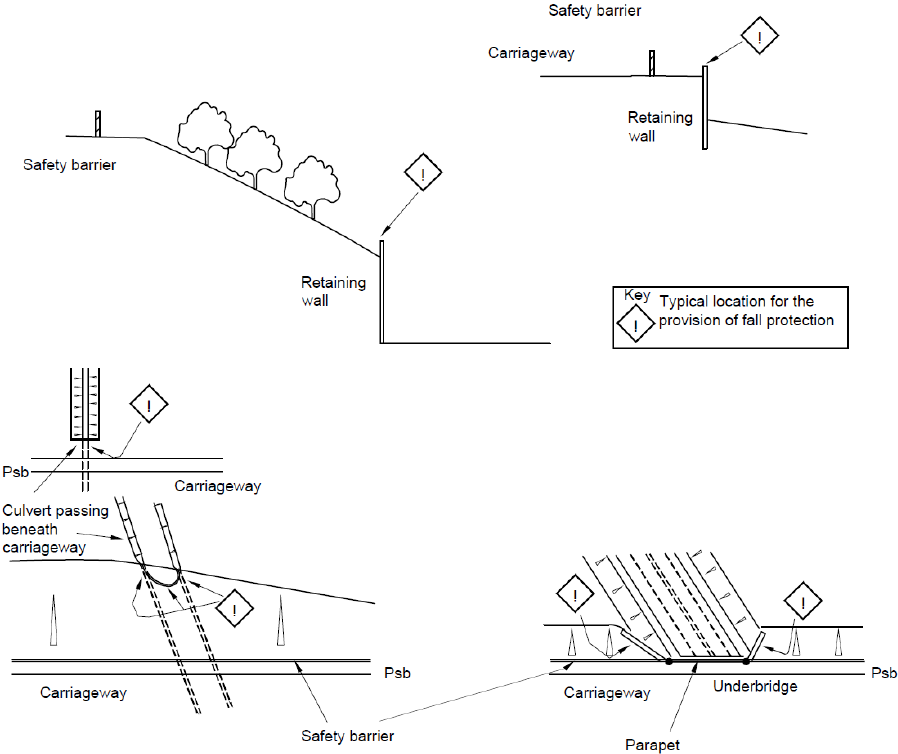 Safety barrier
Carriageway
!
Retaining
wall
Safety barrier
!
Retaining
wall
Key
! Typical location for the
provision of fall protection
!
Psb
Carriageway
Culvert passing
beneath
carriageway
!
Psb
Carriageway
Safety barrier
!
!
Carriageway
Underbridge
Psb
Parapet